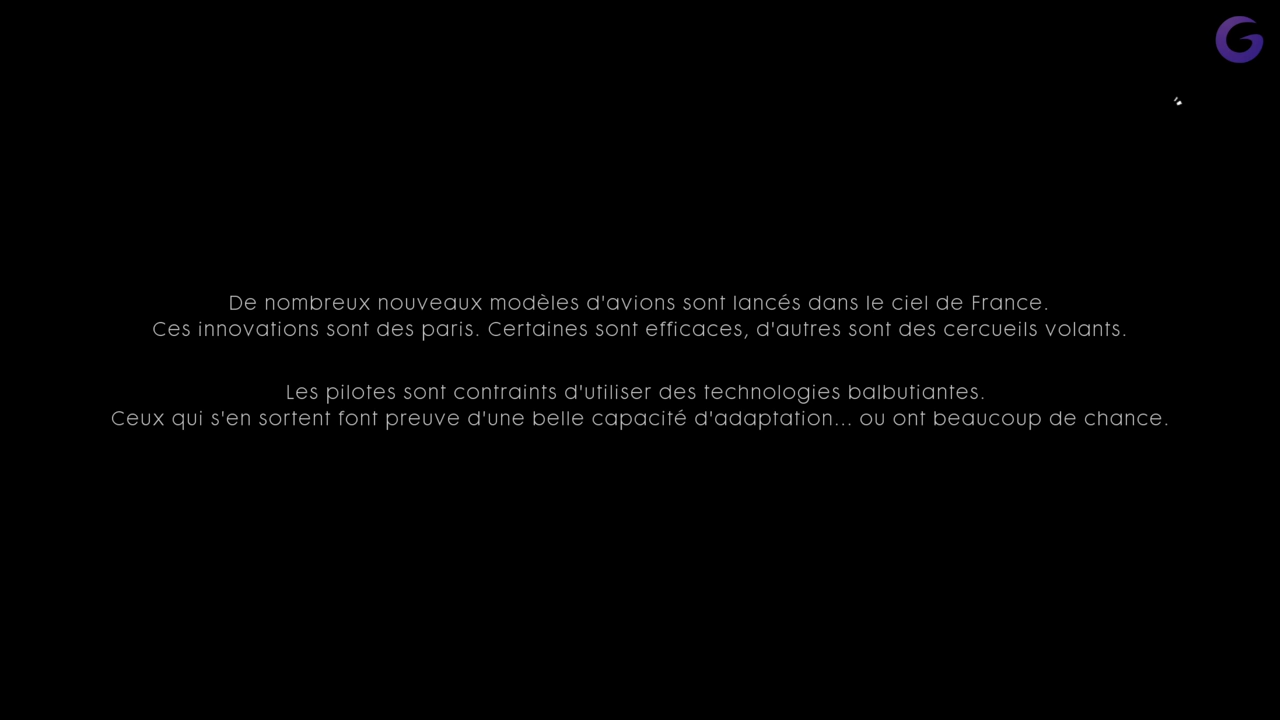 De nombreux nouveaux modèles d'avions sont lancés dans le ciel de France.
Ces innovations sont des paris. Certaines sont efficaces, d'autres sont des cercueils volants.
Les pilotes sont contraints d'utiliser des technologies balbutiantes.
Ceux qui s'en sortent font preuve d'une belle capacité d'adaptation... ou ont beaucoup de chance.